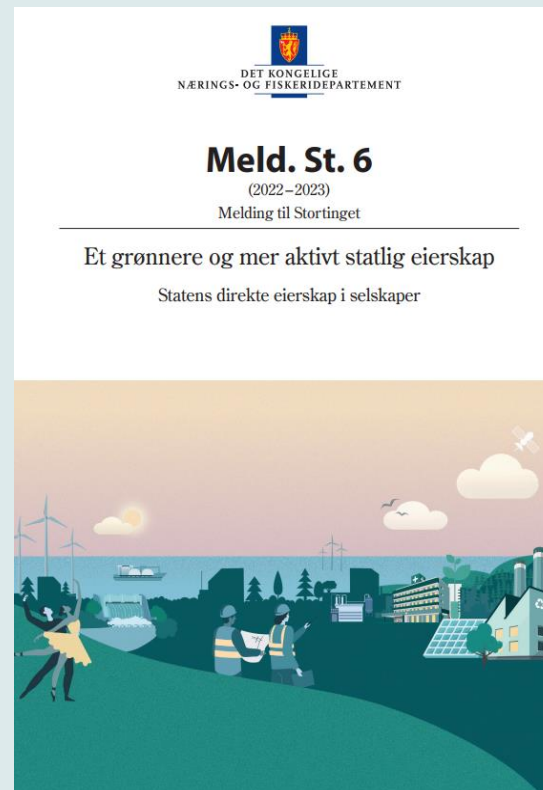 DET KONGELIGE
NÆRINGS- OG FISKERIDEPARTEMENT
Meld. St. 6
(2022–2023)
Melding til Stortinget
Et grønnere og mer aktivt statlig eierskap
Statens direkte eierskap i selskaper